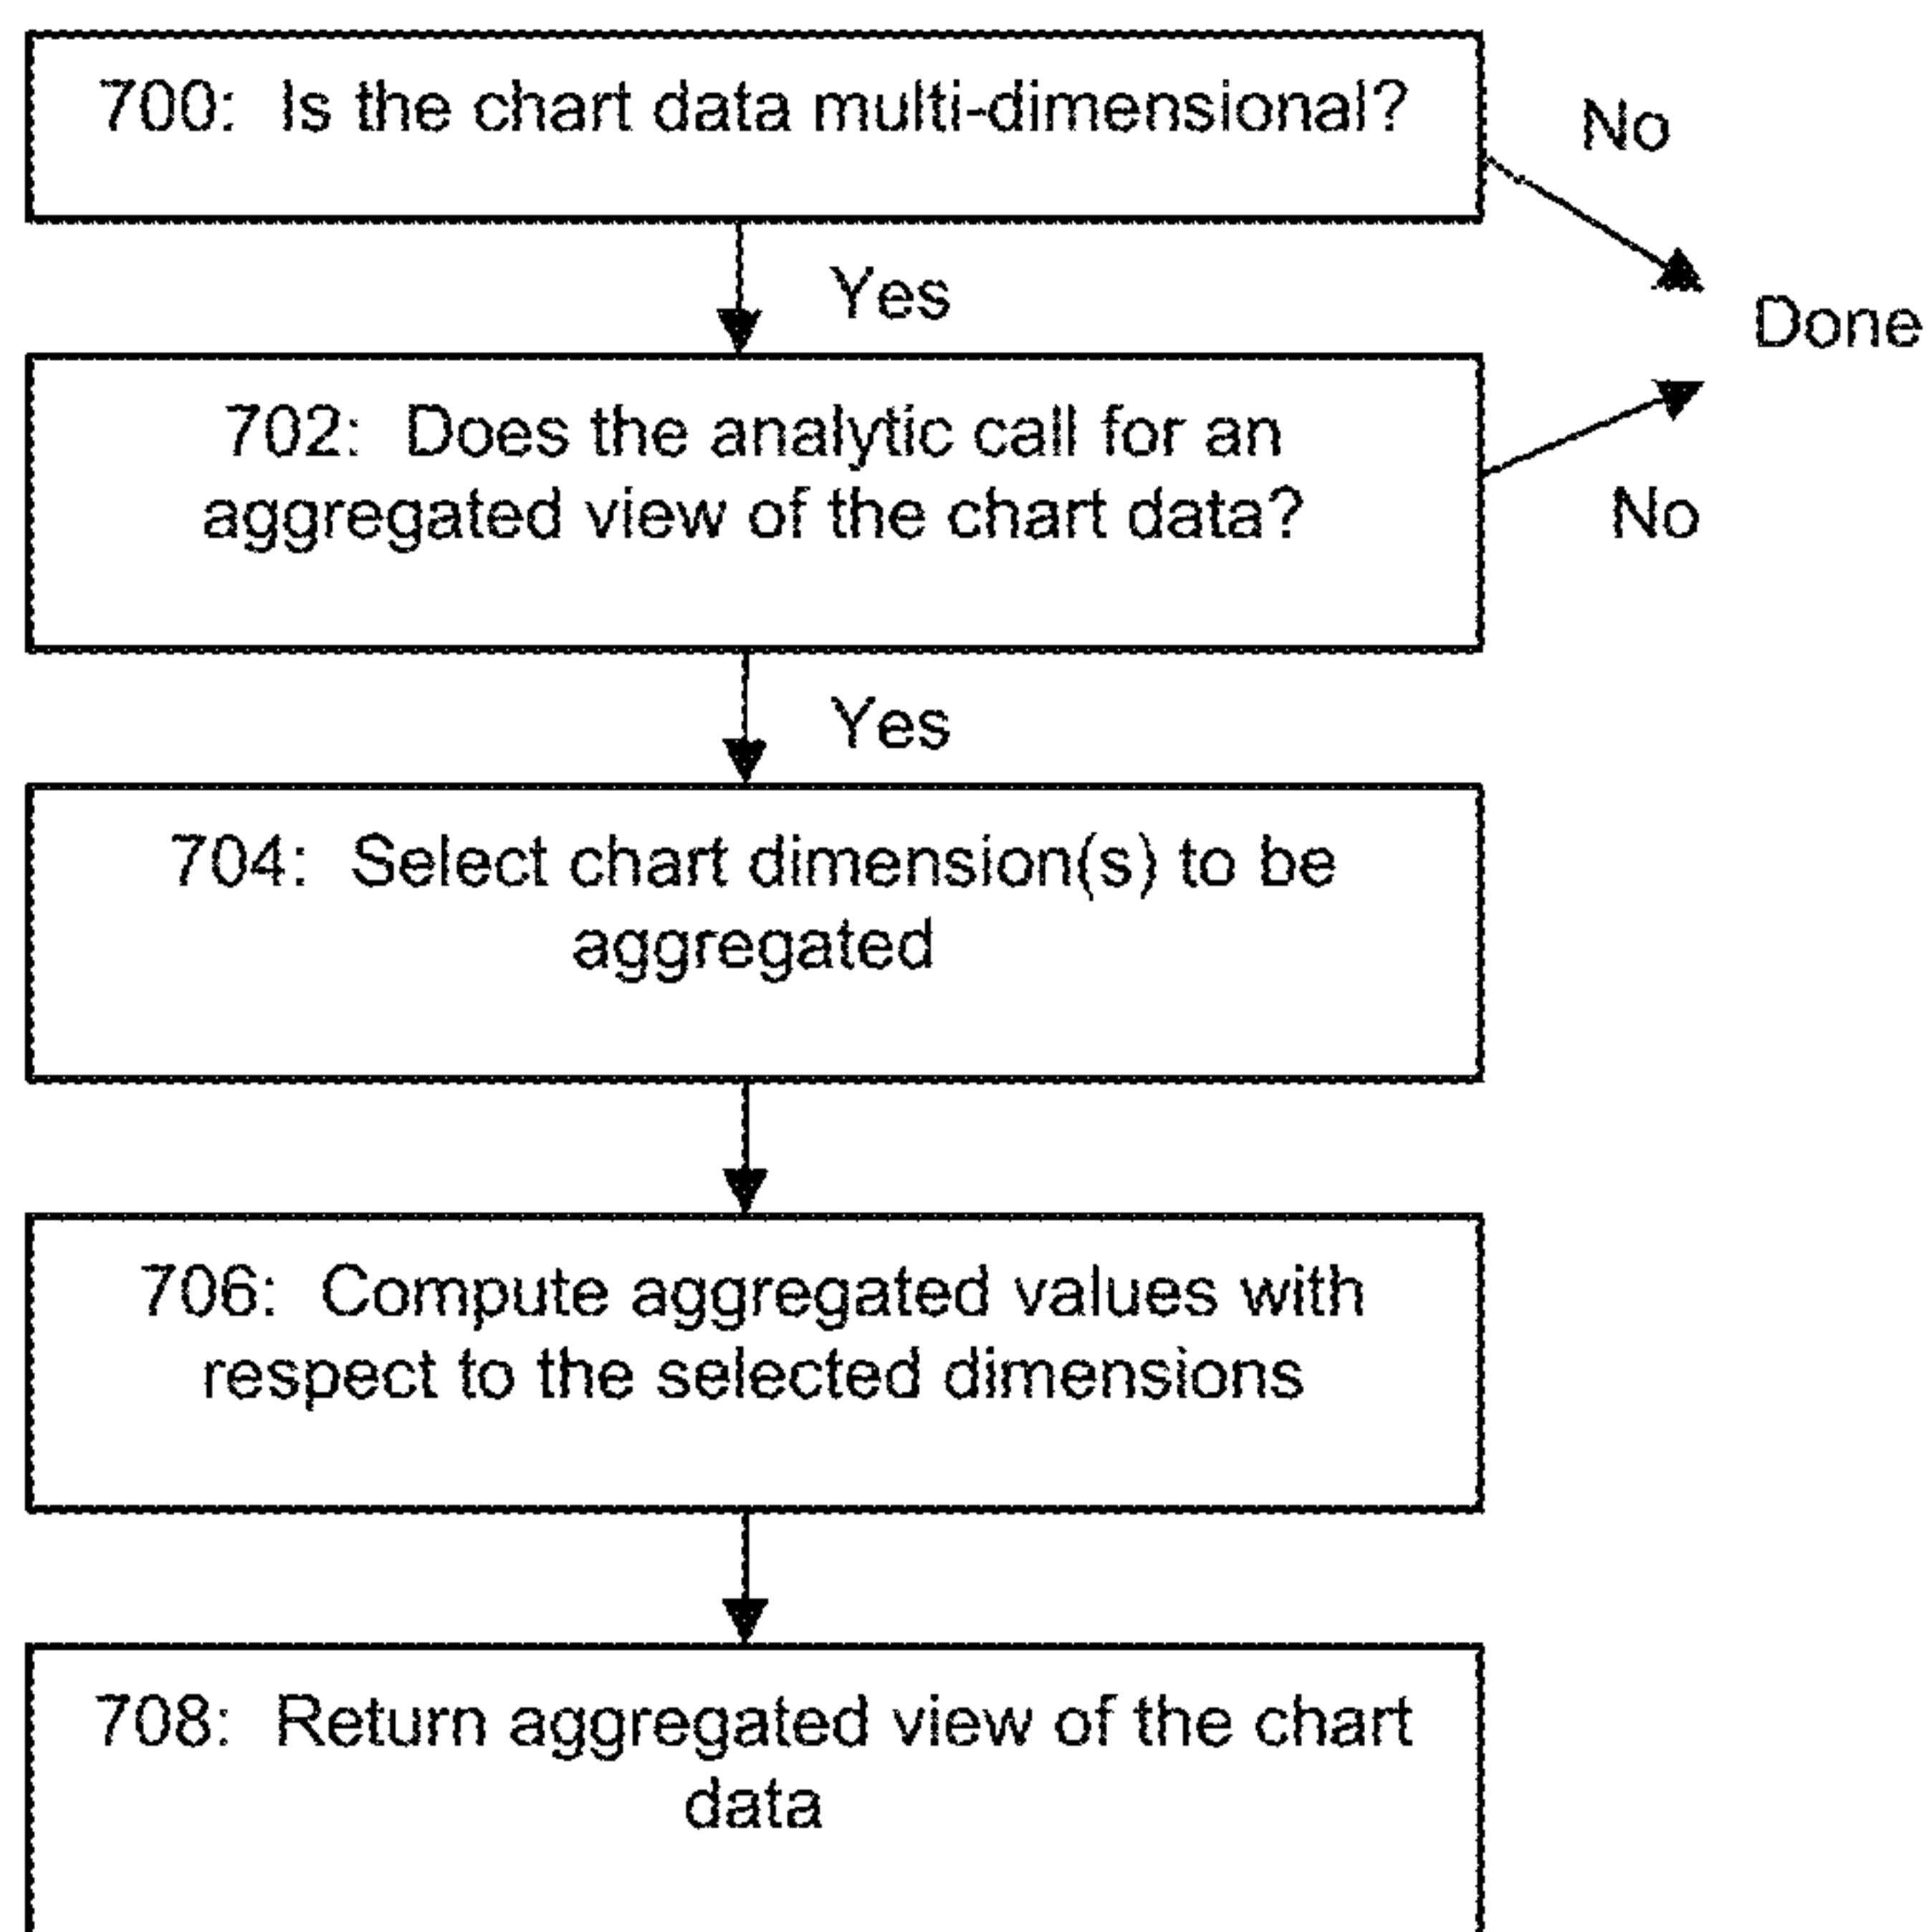 700: Is the chart data multi-dimensional?
No
Yes
Done
702: Does the analytic call for an
aggregated view of the chart data?
No
Yes
704: Select chart dimension(s) to be
aggregated
706: Compute aggregated values with
respect to the selected dimensions
708: Return aggregated view of the chart
data